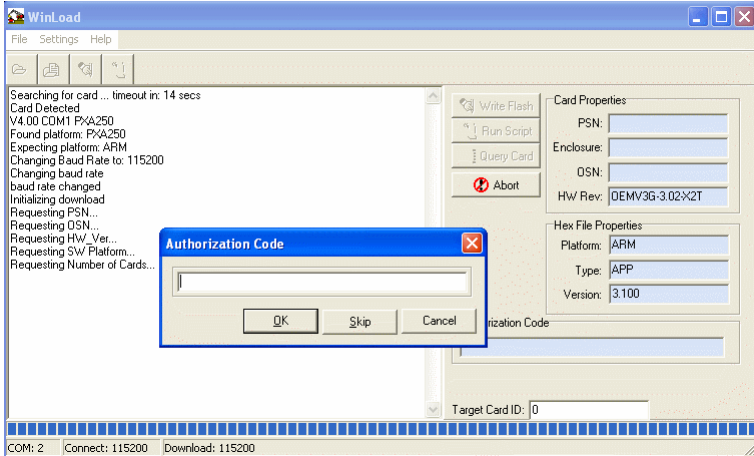 WinLoad
File Settings Help
Searching for card ... timeout in: 14 secs
Card Detected
V4.00 COM1 PXA250
Found platform: PXA250
Expecting platform: ARM
Changing Baud Rate to: 115200
Changing baud rate
baud rate changed
Initializing download
Requesting PSN...
Requesting OSN...
Requesting HW_Ver...
Requesting SW Platform...
Requesting Number of Cards...
Write Flash
Run Script
Query Card
Abort
Card Properties
PSN:
Enclosure:
OSN:
HW Rev: OEMV3G-3.02-X2T
Hex File Properties
Platform: ARM
Type: APP
Version: 3.100
Authorization Code
OK Skip Cancel
rization Code
Target Card ID: 0
COM: 2 Connect: 115200 Download: 115200